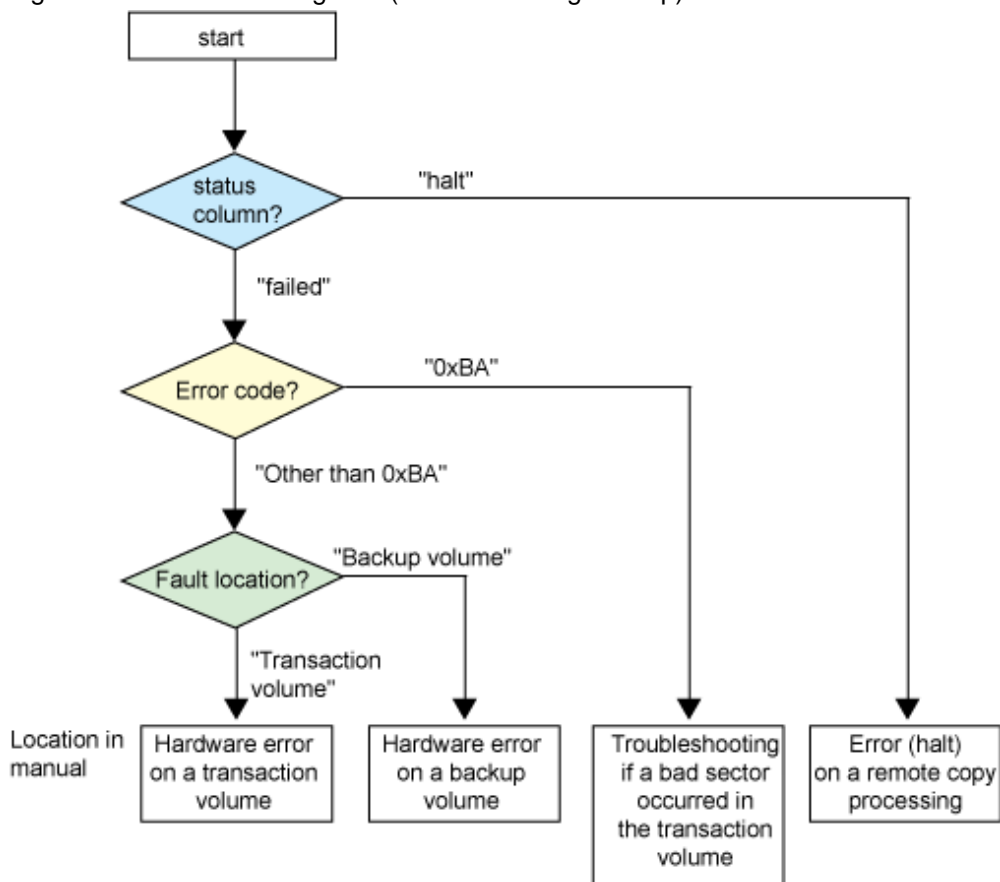 start
status
column?
"halt"
"failed"
Error code?
"0xBA"
"Other than 0xBA"
Fault location?
"Backup volume"
"Transaction
volume"
Location in
manual
Hardware error
on a transaction
volume
Hardware error
on a backup
volume
Troubleshooting
if a bad sector
occurred in
the transaction
volume
Error (halt)
on a remote copy
processing